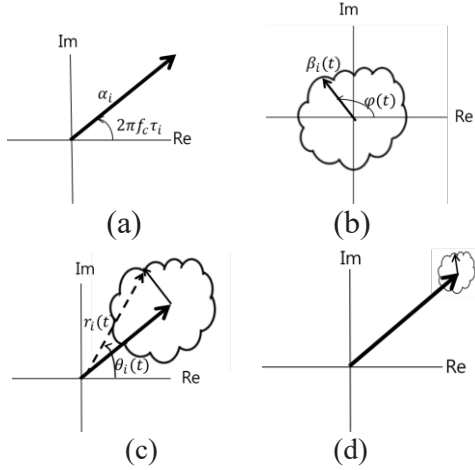 Im
α_i
2πf_cτ_i
Re
(a)
Im
β_i(t)
φ(t)
Re
(b)
Im
r_i(t)
θ_i(t)
Re
(c)
Im
Re
(d)